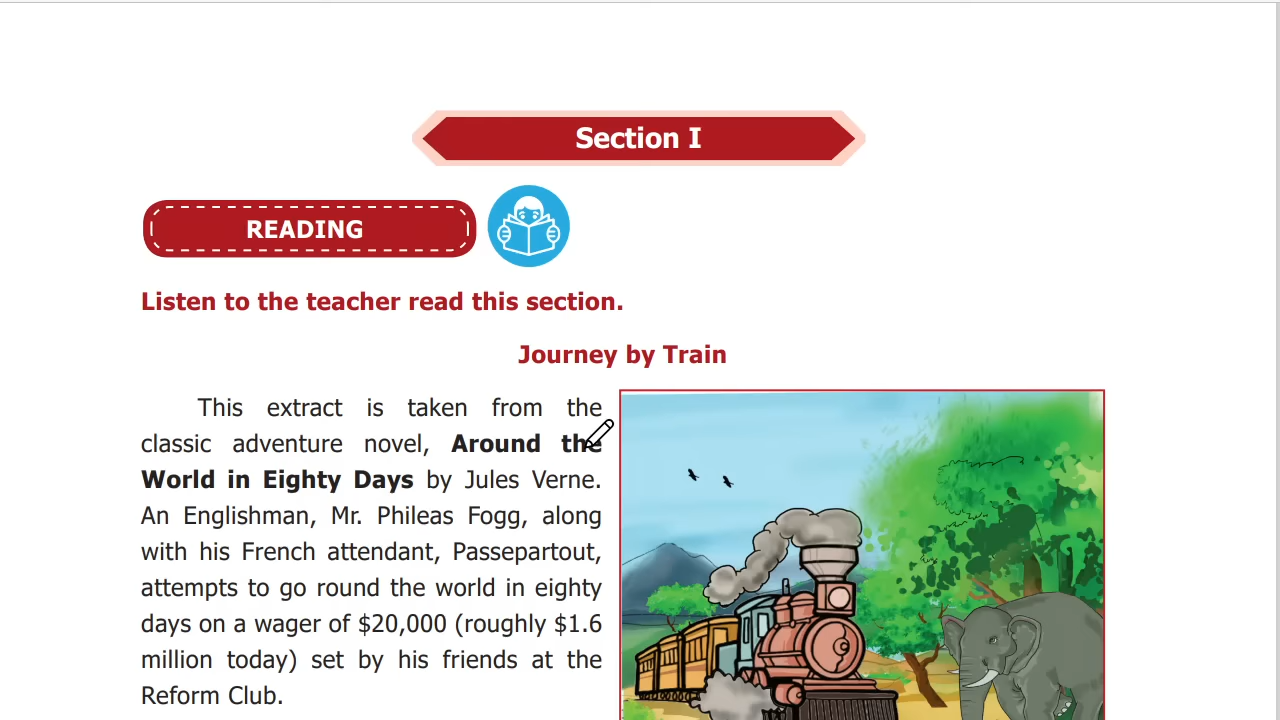 Section I
READING
Listen to the teacher read this section.
Journey by Train
This extract is taken from the
classic adventure novel, Around the
World in Eighty Days by Jules Verne.
An Englishman, Mr. Phileas Fogg, along
with his French attendant, Passepartout,
attempts to go round the world in eighty
days on a wager of $20,000 (roughly $1.6
million today) set by his friends at the
Reform Club.